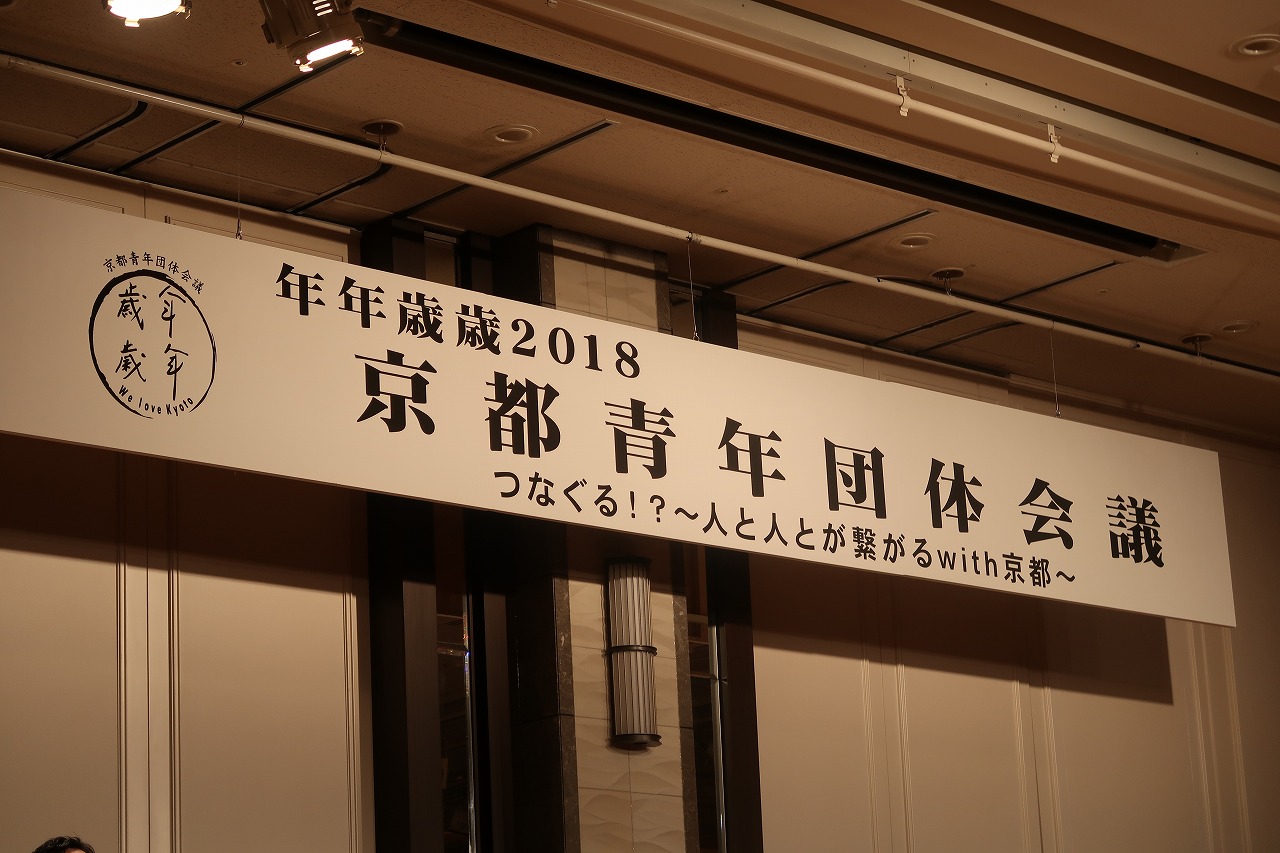 京都青年団体会議
年年
歳歳
We love Kyoto
年年歳歳2018
京都青年団体会議
つなぐる!?～人と人とが繋がるwith京都～